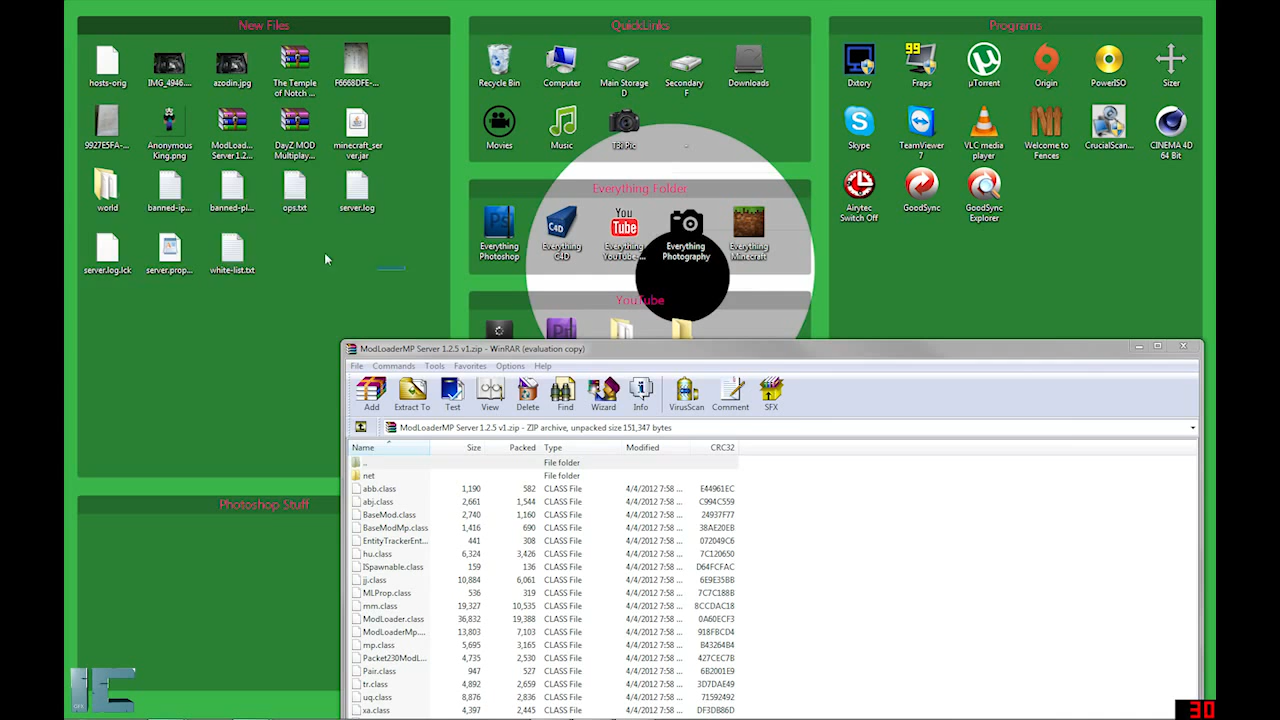 New Files
hosts-orig
IMG_4946....
azodin.jpg
The Temple
of Notch ...
F6668DFE-...
9927E5FA-...
Anonymous
King.png
ModLoad...
Server 1.2...
DayZ MOD
Multiplay...
minecraft_ser
ver.jar
world
banned-ip...
banned-pl...
ops.txt
server.log
server.log.lck
server.prop...
white-list.txt
Photoshop Stuff
QuickLinks
Recycle Bin
Computer
Main Storage
D
Secondary
F
Downloads
Movies
Music
T3i Pic
Everything Folder
Everything
Photoshop
Everything
C4D
You
Tube
Everything
YouTube-...
Everything
Photography
Everything
Minecraft
YouTube
Programs
Dxtory
99
Fraps
µTorrent
Origin
PowerISO
Sizer
Skype
TeamViewer
7
VLC media
player
Welcome to
Fences
CrucialScan...
CINEMA 4D
64 Bit
Airytec
Switch Off
GoodSync
GoodSync
Explorer
ModLoaderMP Server 1.2.5 v1.zip - WinRAR (evaluation copy)
File Commands Tools Favorites Options Help
Add Extract To Test View Delete Find Wizard Info VirusScan Comment SFX
ModLoaderMP Server 1.2.5 v1.zip - ZIP archive, unpacked size 151,347 bytes
Name Size Packed Type Modified CRC32
.. File folder
net File folder
abb.class 1,190 582 CLASS File 4/4/2012 7:58 ... E44961EC
abj.class 2,661 1,544 CLASS File 4/4/2012 7:58 ... C994C559
BaseMod.class 2,740 1,160 CLASS File 4/4/2012 7:58 ... 24937F77
BaseModMp.class 1,416 690 CLASS File 4/4/2012 7:58 ... 38AE20EB
EntityTrackerEnt... 441 308 CLASS File 4/4/2012 7:58 ... 072049C6
hu.class 6,324 3,426 CLASS File 4/4/2012 7:58 ... 7C120650
ISpawnable.class 159 136 CLASS File 4/4/2012 7:58 ... D64FCFAC
jj.class 10,884 6,061 CLASS File 4/4/2012 7:58 ... 6E9E35BB
MLProp.class 536 319 CLASS File 4/4/2012 7:58 ... 7C7C188B
mm.class 19,327 10,535 CLASS File 4/4/2012 7:58 ... 8CCDAC18
ModLoader.class 36,832 19,388 CLASS File 4/4/2012 7:58 ... 0A60ECF3
ModLoaderMp.... 13,803 7,103 CLASS File 4/4/2012 7:58 ... 918FBCD4
mp.class 5,695 3,165 CLASS File 4/4/2012 7:58 ... B43264B4
Packet230ModL... 4,735 2,530 CLASS File 4/4/2012 7:58 ... 427CEC7B
Pair.class 947 527 CLASS File 4/4/2012 7:58 ... 6B2001E9
tr.class 4,892 2,659 CLASS File 4/4/2012 7:58 ... 3D7DAE49
uq.class 8,876 2,836 CLASS File 4/4/2012 7:58 ... 71592492
xa.class 4,397 2,445 CLASS File 4/4/2012 7:58 ... DF3DB86D
30